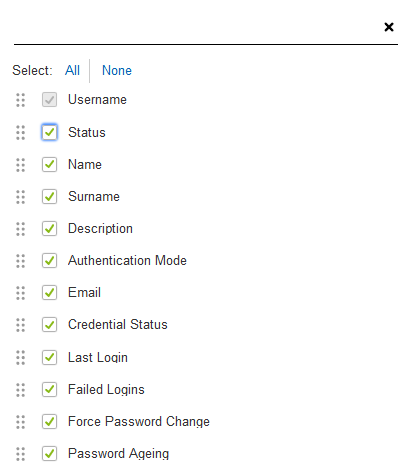 Select: All None
Username
Status
Name
Surname
Description
Authentication Mode
Email
Credential Status
Last Login
Failed Logins
Force Password Change
Password Ageing